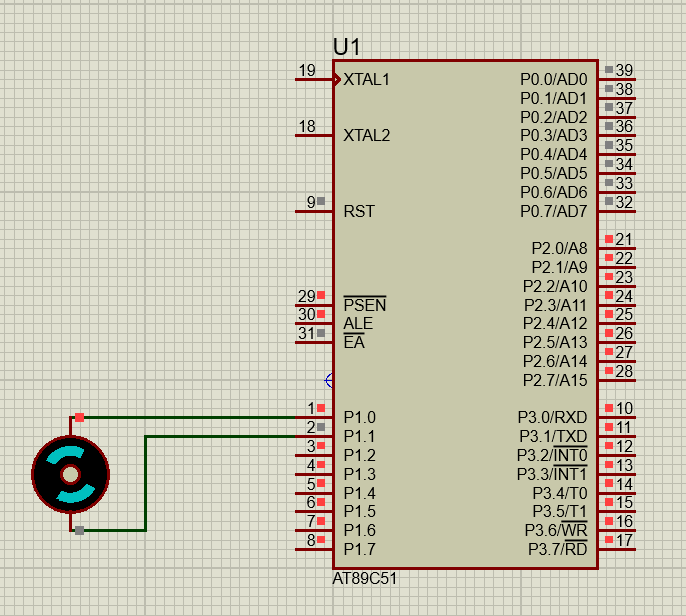 U1
19 XTAL1 P0.0/AD0 39
P0.1/AD1 38
P0.2/AD2 37
18 XTAL2 P0.3/AD3 36
P0.4/AD4 35
P0.5/AD5 34
P0.6/AD6 33
9 RST P0.7/AD7 32
P2.0/A8 21
P2.1/A9 22
P2.2/A10 23
29 PSEN P2.3/A11 24
30 ALE P2.4/A12 25
31 EA P2.5/A13 26
P2.6/A14 27
P2.7/A15 28
1 P1.0 P3.0/RXD 10
2 P1.1 P3.1/TXD 11
3 P1.2 P3.2/INT0 12
4 P1.3 P3.3/INT1 13
5 P1.4 P3.4/T0 14
6 P1.5 P3.5/T1 15
7 P1.6 P3.6/WR 16
8 P1.7 P3.7/RD 17
AT89C51